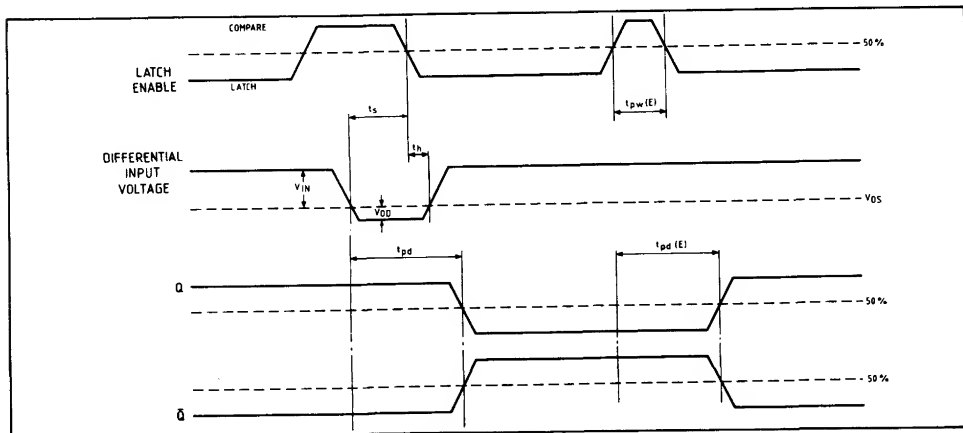 COMPARE
50%
LATCH
ENABLE
LATCH
ts
tpw(E)
th
DIFFERENTIAL
INPUT
VOLTAGE
VIN
VOD
VOS
tpd
tpd(E)
Q
50%
50%
Q̄